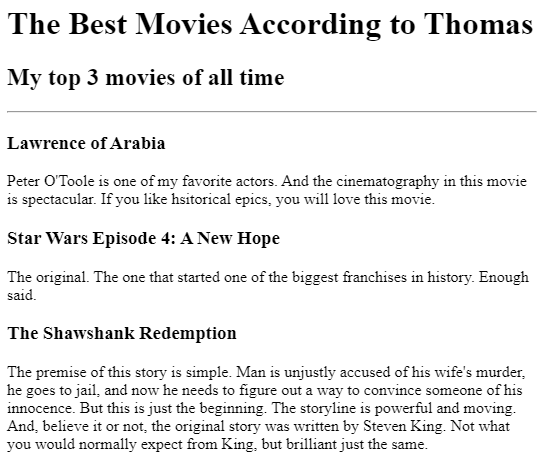 The Best Movies According to Thomas
My top 3 movies of all time
Lawrence of Arabia
Peter O'Toole is one of my favorite actors. And the cinematography in this movie
is spectacular. If you like hsitorical epics, you will love this movie.
Star Wars Episode 4: A New Hope
The original. The one that started one of the biggest franchises in history. Enough
said.
The Shawshank Redemption
The premise of this story is simple. Man is unjustly accused of his wife's murder,
he goes to jail, and now he needs to figure out a way to convince someone of his
innocence. But this is just the beginning. The storyline is powerful and moving.
And, believe it or not, the original story was written by Steven King. Not what
you would normally expect from King, but brilliant just the same.